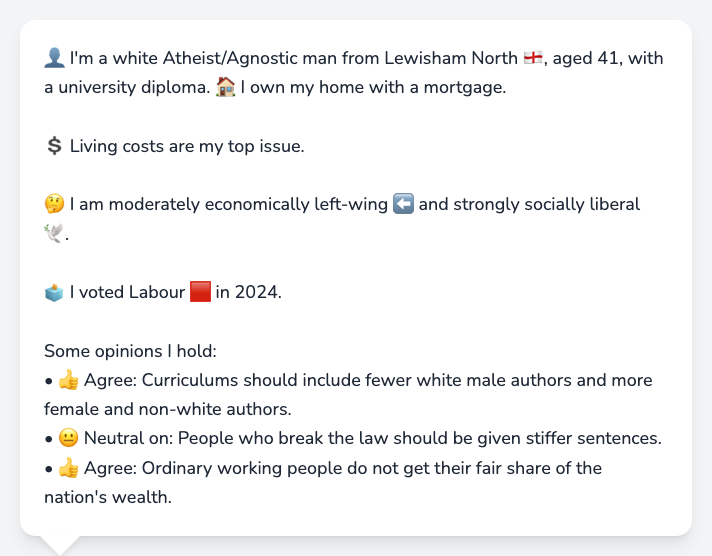 👤 I'm a white Atheist/Agnostic man from Lewisham North 🏴󠁧󠁢󠁥󠁮󠁧󠁿, aged 41, with
a university diploma. 🏠 I own my home with a mortgage.
💲 Living costs are my top issue.
🤔 I am moderately economically left-wing ⬅️ and strongly socially liberal
🕊️.
🗳️ I voted Labour 🟥 in 2024.
Some opinions I hold:
• 👍 Agree: Curriculums should include fewer white male authors and more
female and non-white authors.
• 😐 Neutral on: People who break the law should be given stiffer sentences.
• 👍 Agree: Ordinary working people do not get their fair share of the
nation's wealth.